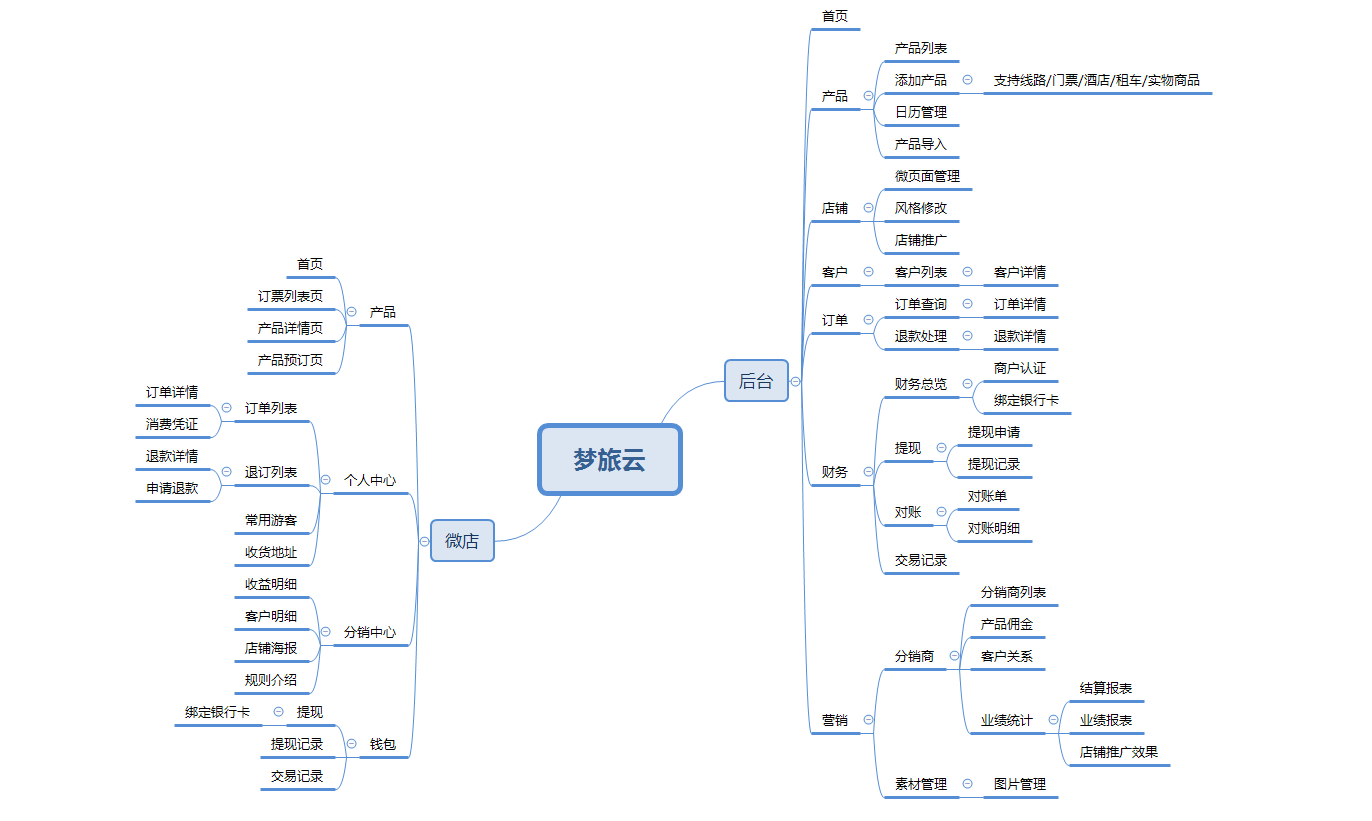 梦旅云
后台
首页
产品
产品列表
添加产品
支持线路/门票/酒店/租车/实物商品
日历管理
产品导入
店铺
微页面管理
风格修改
店铺推广
客户
客户列表
客户详情
订单
订单查询
订单详情
退款处理
退款详情
财务
财务总览
商户认证
绑定银行卡
提现
提现申请
提现记录
对账
对账单
对账明细
交易记录
营销
分销商
分销商列表
产品佣金
客户关系
业绩统计
结算报表
业绩报表
店铺推广效果
素材管理
图片管理
微店
产品
首页
订票列表页
产品详情页
产品预订页
个人中心
订单列表
订单详情
消费凭证
退订列表
退款详情
申请退款
常用游客
收货地址
分销中心
收益明细
客户明细
店铺海报
规则介绍
钱包
提现
绑定银行卡
提现记录
交易记录